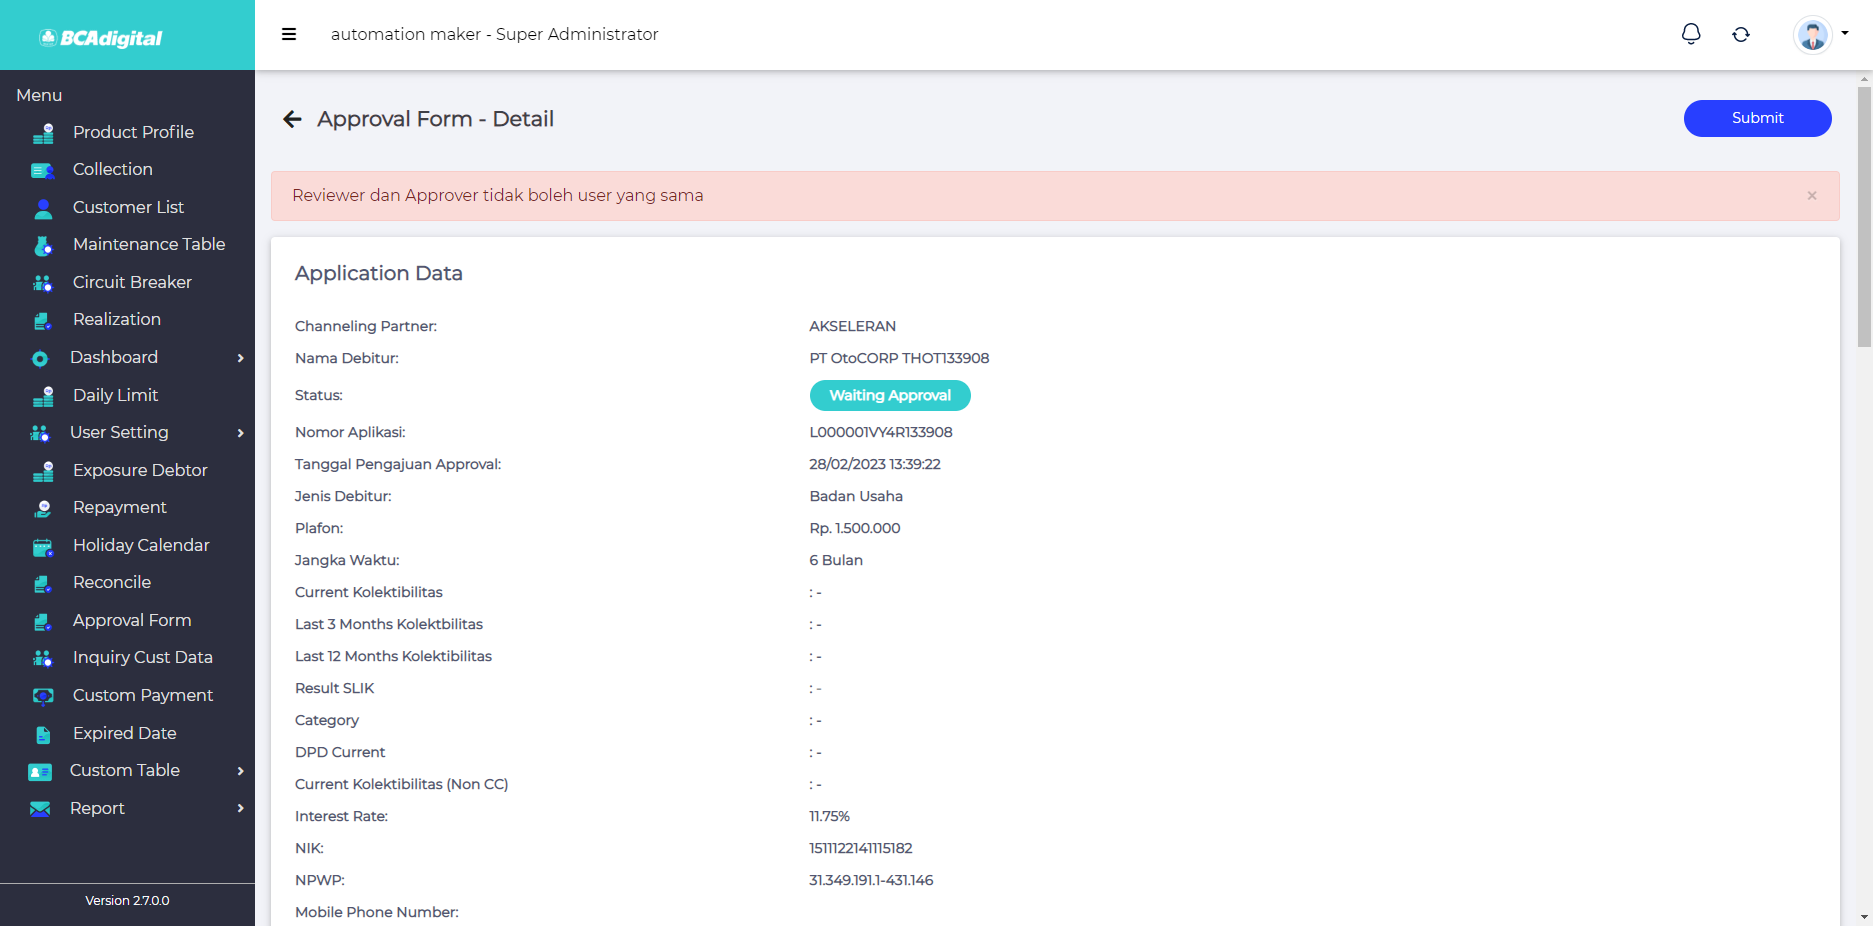 BCAdigital
automation maker - Super Administrator
Menu
Product Profile
Collection
Customer List
Maintenance Table
Circuit Breaker
Realization
Dashboard
Daily Limit
User Setting
Exposure Debtor
Repayment
Holiday Calendar
Reconcile
Approval Form
Inquiry Cust Data
Custom Payment
Expired Date
Custom Table
Report
Version 2.7.0.0
Approval Form - Detail
Submit
Reviewer dan Approver tidak boleh user yang sama
×
Application Data
Channeling Partner: AKSELERAN
Nama Debitur: PT OtoCORP THOT133908
Status: Waiting Approval
Nomor Aplikasi: L000001VY4R133908
Tanggal Pengajuan Approval: 28/02/2023 13:39:22
Jenis Debitur: Badan Usaha
Plafon: Rp. 1.500.000
Jangka Waktu: 6 Bulan
Current Kolektibilitas : -
Last 3 Months Kolektbilitas : -
Last 12 Months Kolektibilitas : -
Result SLIK : -
Category : -
DPD Current : -
Current Kolektibilitas (Non CC) : -
Interest Rate: 11.75%
NIK: 1511122141115182
NPWP: 31.349.191.1-431.146
Mobile Phone Number: